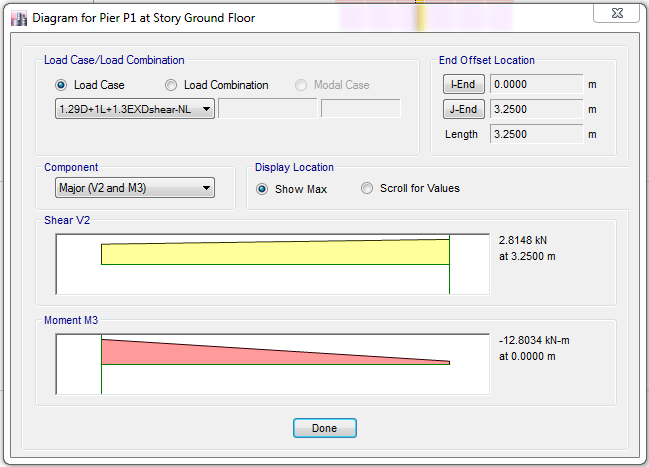 Diagram for Pier P1 at Story Ground Floor
Load Case/Load Combination
Load Case
Load Combination
Modal Case
1.29D+1L+1.3EXDshear-NL
End Offset Location
I-End
0.0000
m
J-End
3.2500
m
Length
3.2500
m
Component
Major (V2 and M3)
Display Location
Show Max
Scroll for Values
Shear V2
2.8148 kN
at 3.2500 m
Moment M3
-12.8034 kN-m
at 0.0000 m
Done